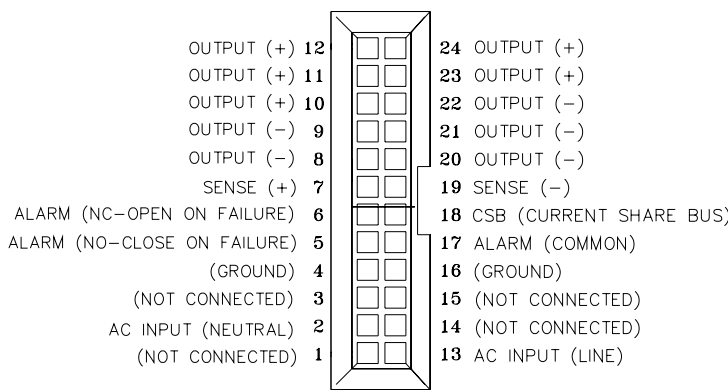 OUTPUT (+) 12 24 OUTPUT (+)
OUTPUT (+) 11 23 OUTPUT (+)
OUTPUT (+) 10 22 OUTPUT (-)
OUTPUT (-) 9 21 OUTPUT (-)
OUTPUT (-) 8 20 OUTPUT (-)
SENSE (+) 7 19 SENSE (-)
ALARM (NC-OPEN ON FAILURE) 6 18 CSB (CURRENT SHARE BUS)
ALARM (NO-CLOSE ON FAILURE) 5 17 ALARM (COMMON)
(GROUND) 4 16 (GROUND)
(NOT CONNECTED) 3 15 (NOT CONNECTED)
AC INPUT (NEUTRAL) 2 14 (NOT CONNECTED)
(NOT CONNECTED) 1 13 AC INPUT (LINE)